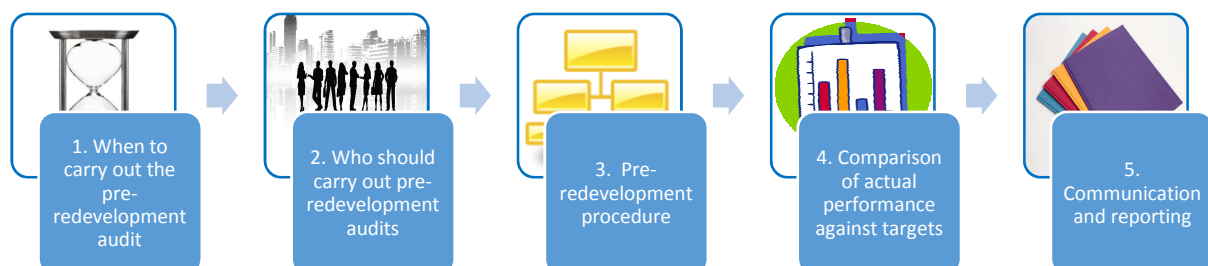 1. When to
carry out the
pre-
redevelopment
audit
2. Who should
carry out pre-
redevelopment
audits
3.  Pre-
redevelopment
procedure
4. Comparison
of actual
performance
against targets
5.
Communication
and reporting